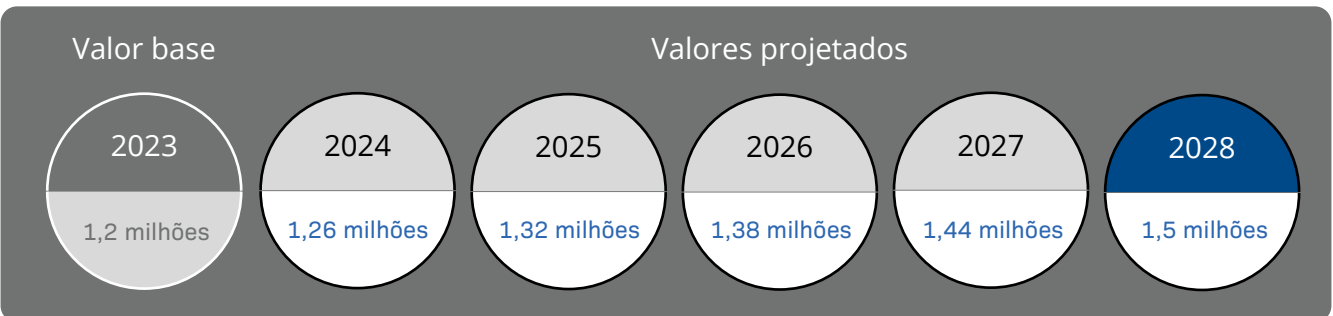 Valor base
Valores projetados
2023
2024
2025
2026
2027
2028
1,2 milhões
1,26 milhões
1,32 milhões
1,38 milhões
1,44 milhões
1,5 milhões